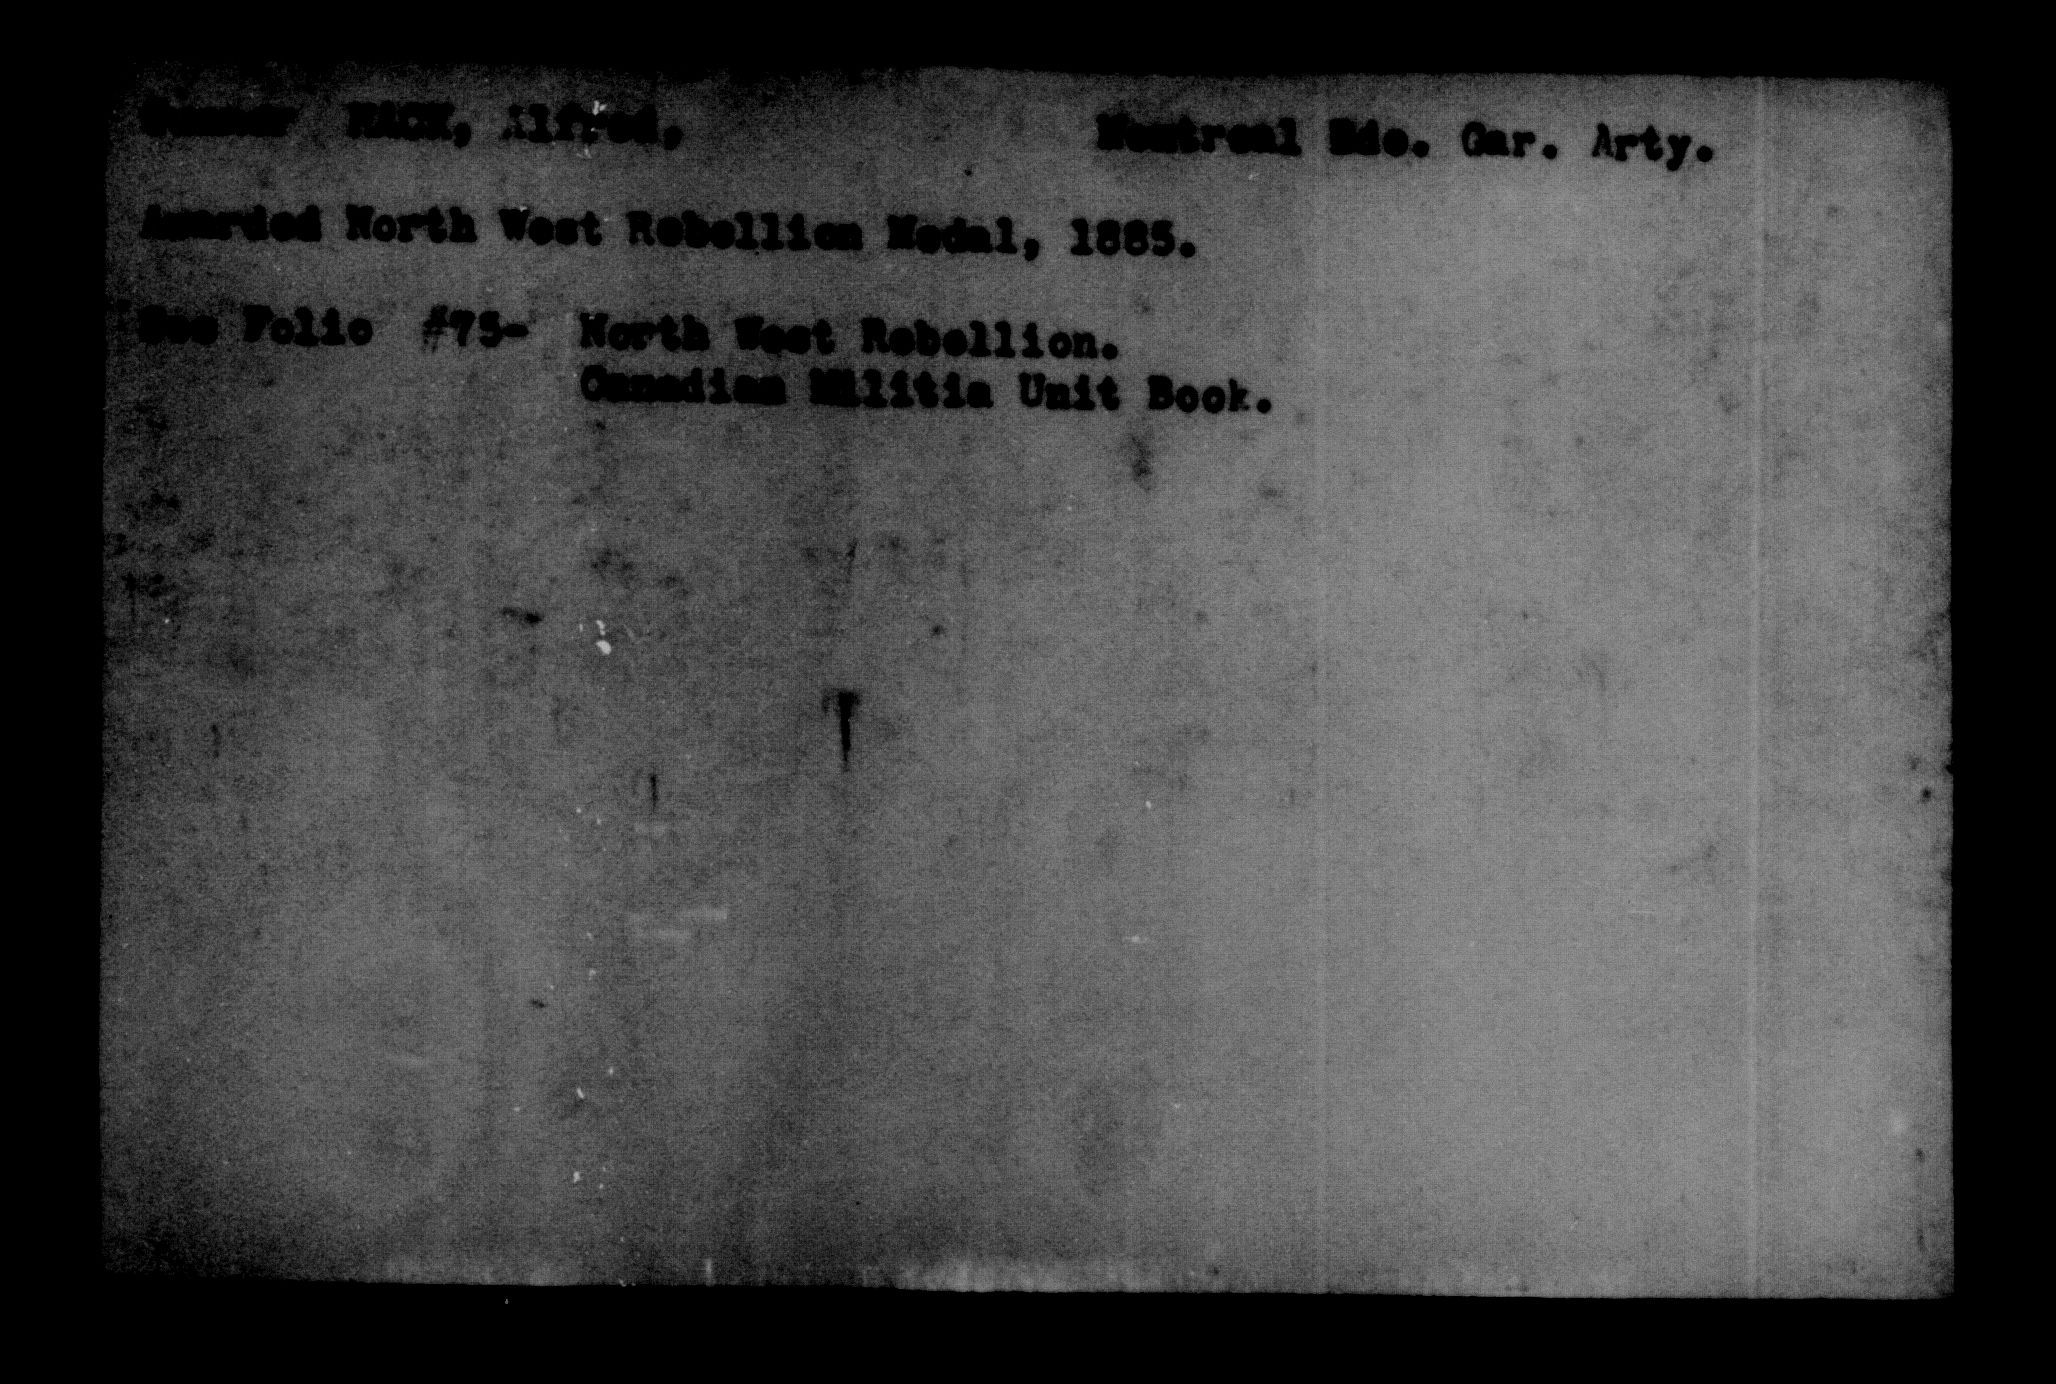 Gunner MACK, Alfred, Montreal Bde. Gar. Arty.
Awarded North West Rebellion Medal, 1885.
See Folio #75- North West Rebellion.
Canadian Militia Unit Book.